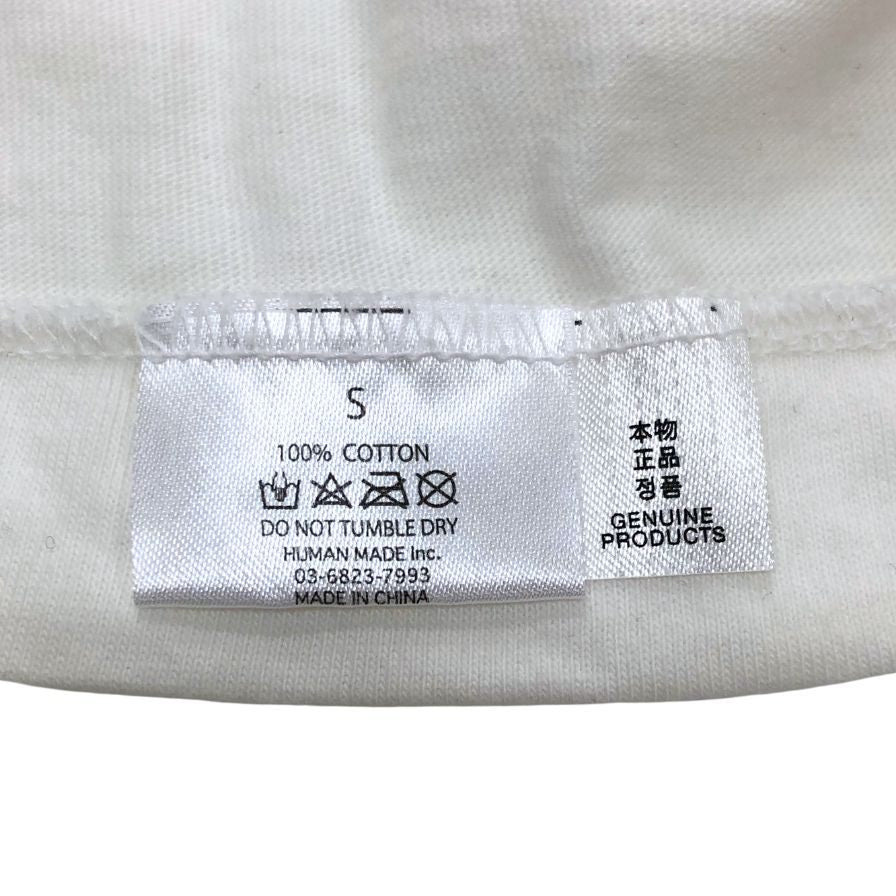 S
100% COTTON
DO NOT TUMBLE DRY
HUMAN MADE Inc.
03-6823-7993
MADE IN CHINA
本物
正品
정품
GENUINE
PRODUCTS